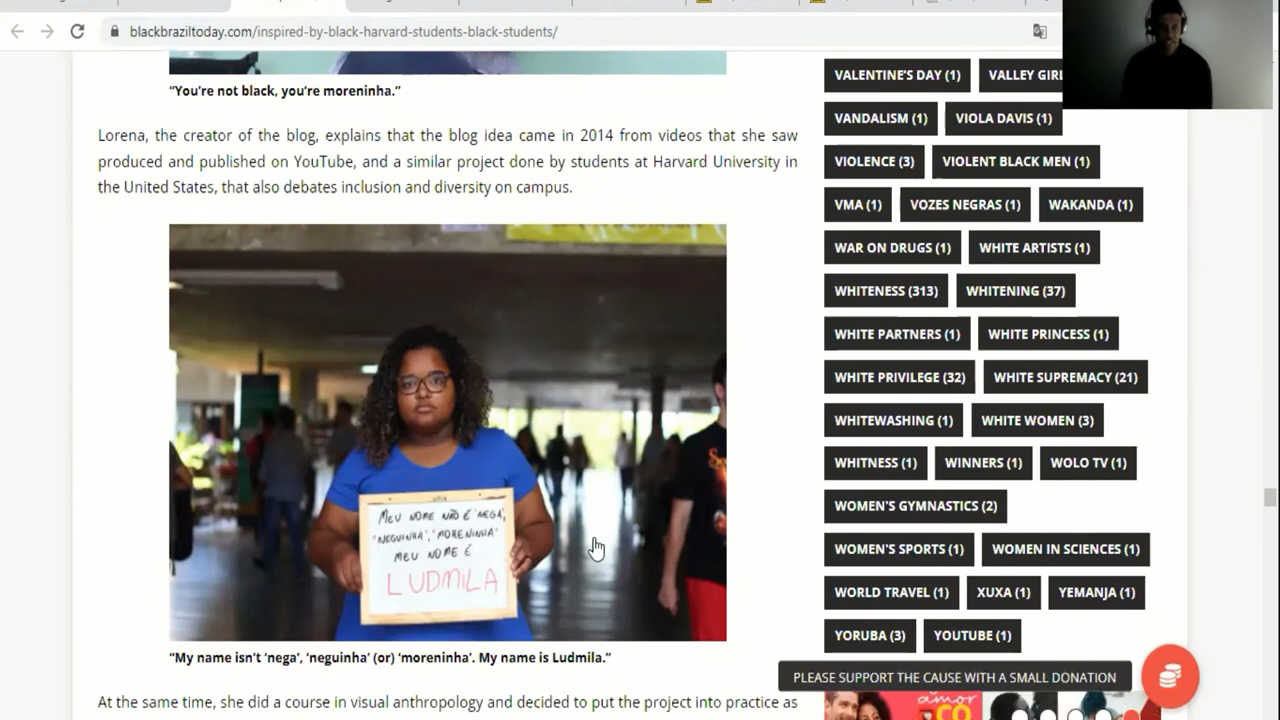 blackbraziltoday.com/inspired-by-black-harvard-students-black-students/
“You’re not black, you’re moreninha.”
Lorena, the creator of the blog, explains that the blog idea came in 2014 from videos that she saw
produced and published on YouTube, and a similar project done by students at Harvard University in
the United States, that also debates inclusion and diversity on campus.
MEU NOME NÃO É "NEGA",
"NEGUINHA", "MORENINHA"
MEU NOME É
LUDMILA
“My name isn’t ‘nega’, ‘neguinha’ (or) ‘moreninha’. My name is Ludmila.”
At the same time, she did a course in visual anthropology and decided to put the project into practice as
VALENTINE'S DAY (1) VALLEY
VANDALISM (1) VIOLA DAVIS (1)
VIOLENCE (3) VIOLENT BLACK MEN (1)
VMA (1) VOZES NEGRAS (1) WAKANDA (1)
WAR ON DRUGS (1) WHITE ARTISTS (1)
WHITENESS (313) WHITENING (37)
WHITE PARTNERS (1) WHITE PRINCESS (1)
WHITE PRIVILEGE (32) WHITE SUPREMACY (21)
WHITEWASHING (1) WHITE WOMEN (3)
WHITNESS (1) WINNERS (1) WOLO TV (1)
WOMEN'S GYMNASTICS (2)
WOMEN'S SPORTS (1) WOMEN IN SCIENCES (1)
WORLD TRAVEL (1) XUXA (1) YEMANJA (1)
YORUBA (3) YOUTUBE (1)
PLEASE SUPPORT THE CAUSE WITH A SMALL DONATION
amor